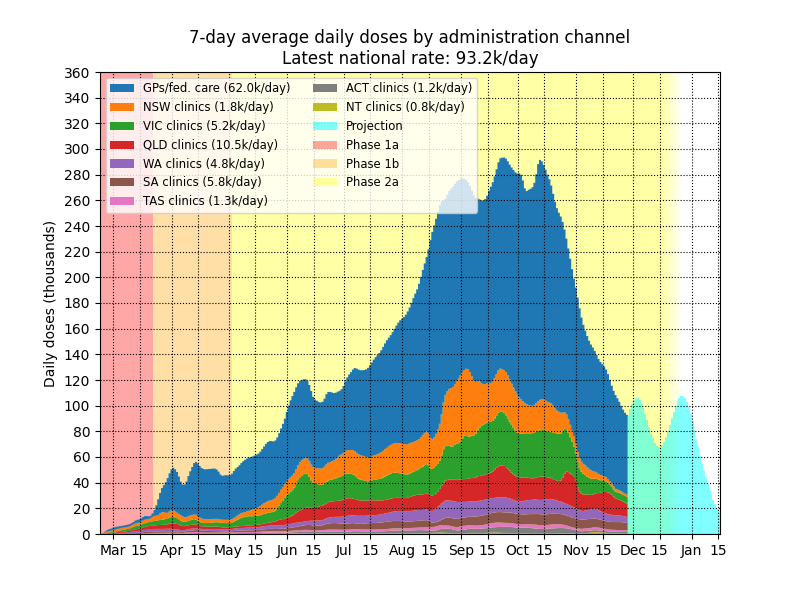 7-day average daily doses by administration channel
Latest national rate: 93.2k/day
Daily doses (thousands)
360
340
320
300
280
260
240
220
200
180
160
140
120
100
80
60
40
20
0
GPs/fed. care (62.0k/day)
NSW clinics (1.8k/day)
VIC clinics (5.2k/day)
QLD clinics (10.5k/day)
WA clinics (4.8k/day)
SA clinics (5.8k/day)
TAS clinics (1.3k/day)
ACT clinics (1.2k/day)
NT clinics (0.8k/day)
Projection
Phase 1a
Phase 1b
Phase 2a
Mar 15 Apr 15 May 15 Jun 15 Jul 15 Aug 15 Sep 15 Oct 15 Nov 15 Dec 15 Jan 15